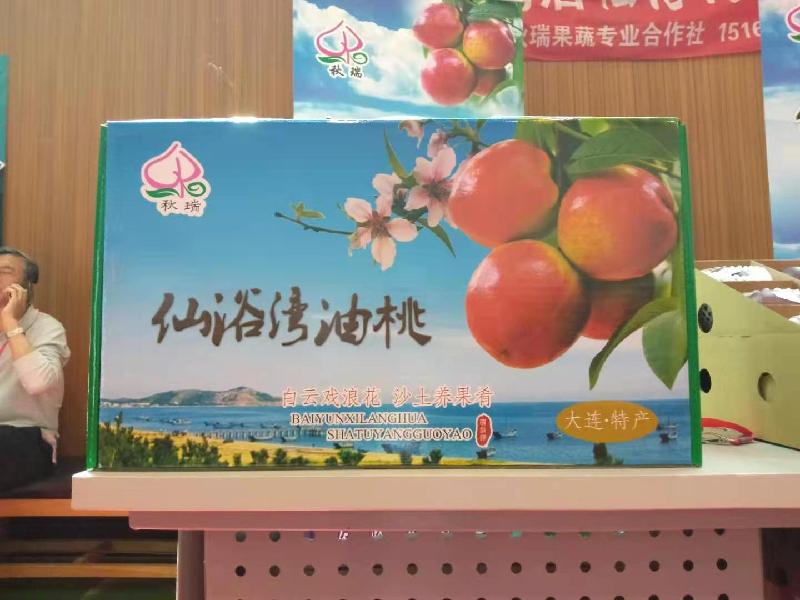 秋瑞
秋瑞果蔬专业合作社 1516
秋瑞
仙浴湾油桃
白云戏浪花 沙土养果肴
BAIYUNXILANGHUA
SHATUYANGGUOYAO
大连·特产